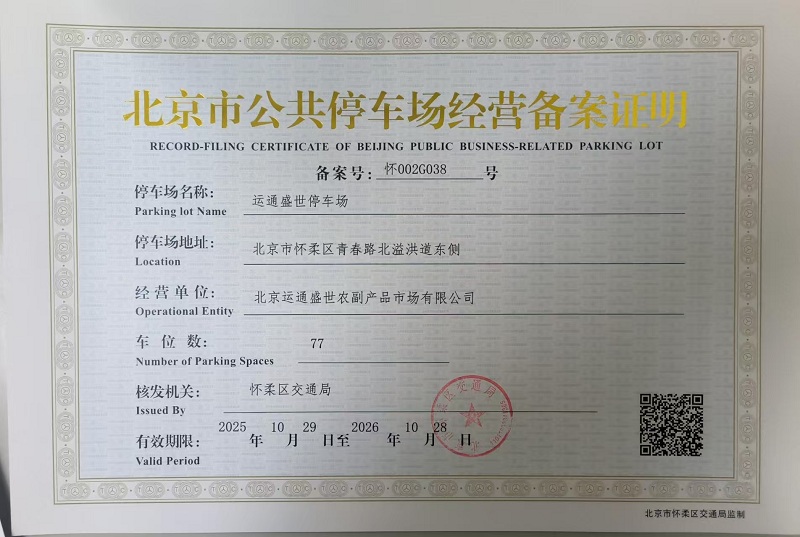 北京市公共停车场经营备案证明
RECORD-FILING CERTIFICATE OF BEIJING PUBLIC BUSINESS-RELATED PARKING LOT
备案号: 怀002G038 号
停车场名称: 运通盛世停车场
Parking lot Name
停车场地址: 北京市怀柔区青春路北溢洪道东侧
Location
经营单位: 北京运通盛世农副产品市场有限公司
Operational Entity
车位数: 77
Number of Parking Spaces
核发机关: 怀柔区交通局
Issued By
有效期限: 2025 年 10 月 29 日至 2026 年 10 月 28 日
Valid Period
北京市怀柔区交通局监制